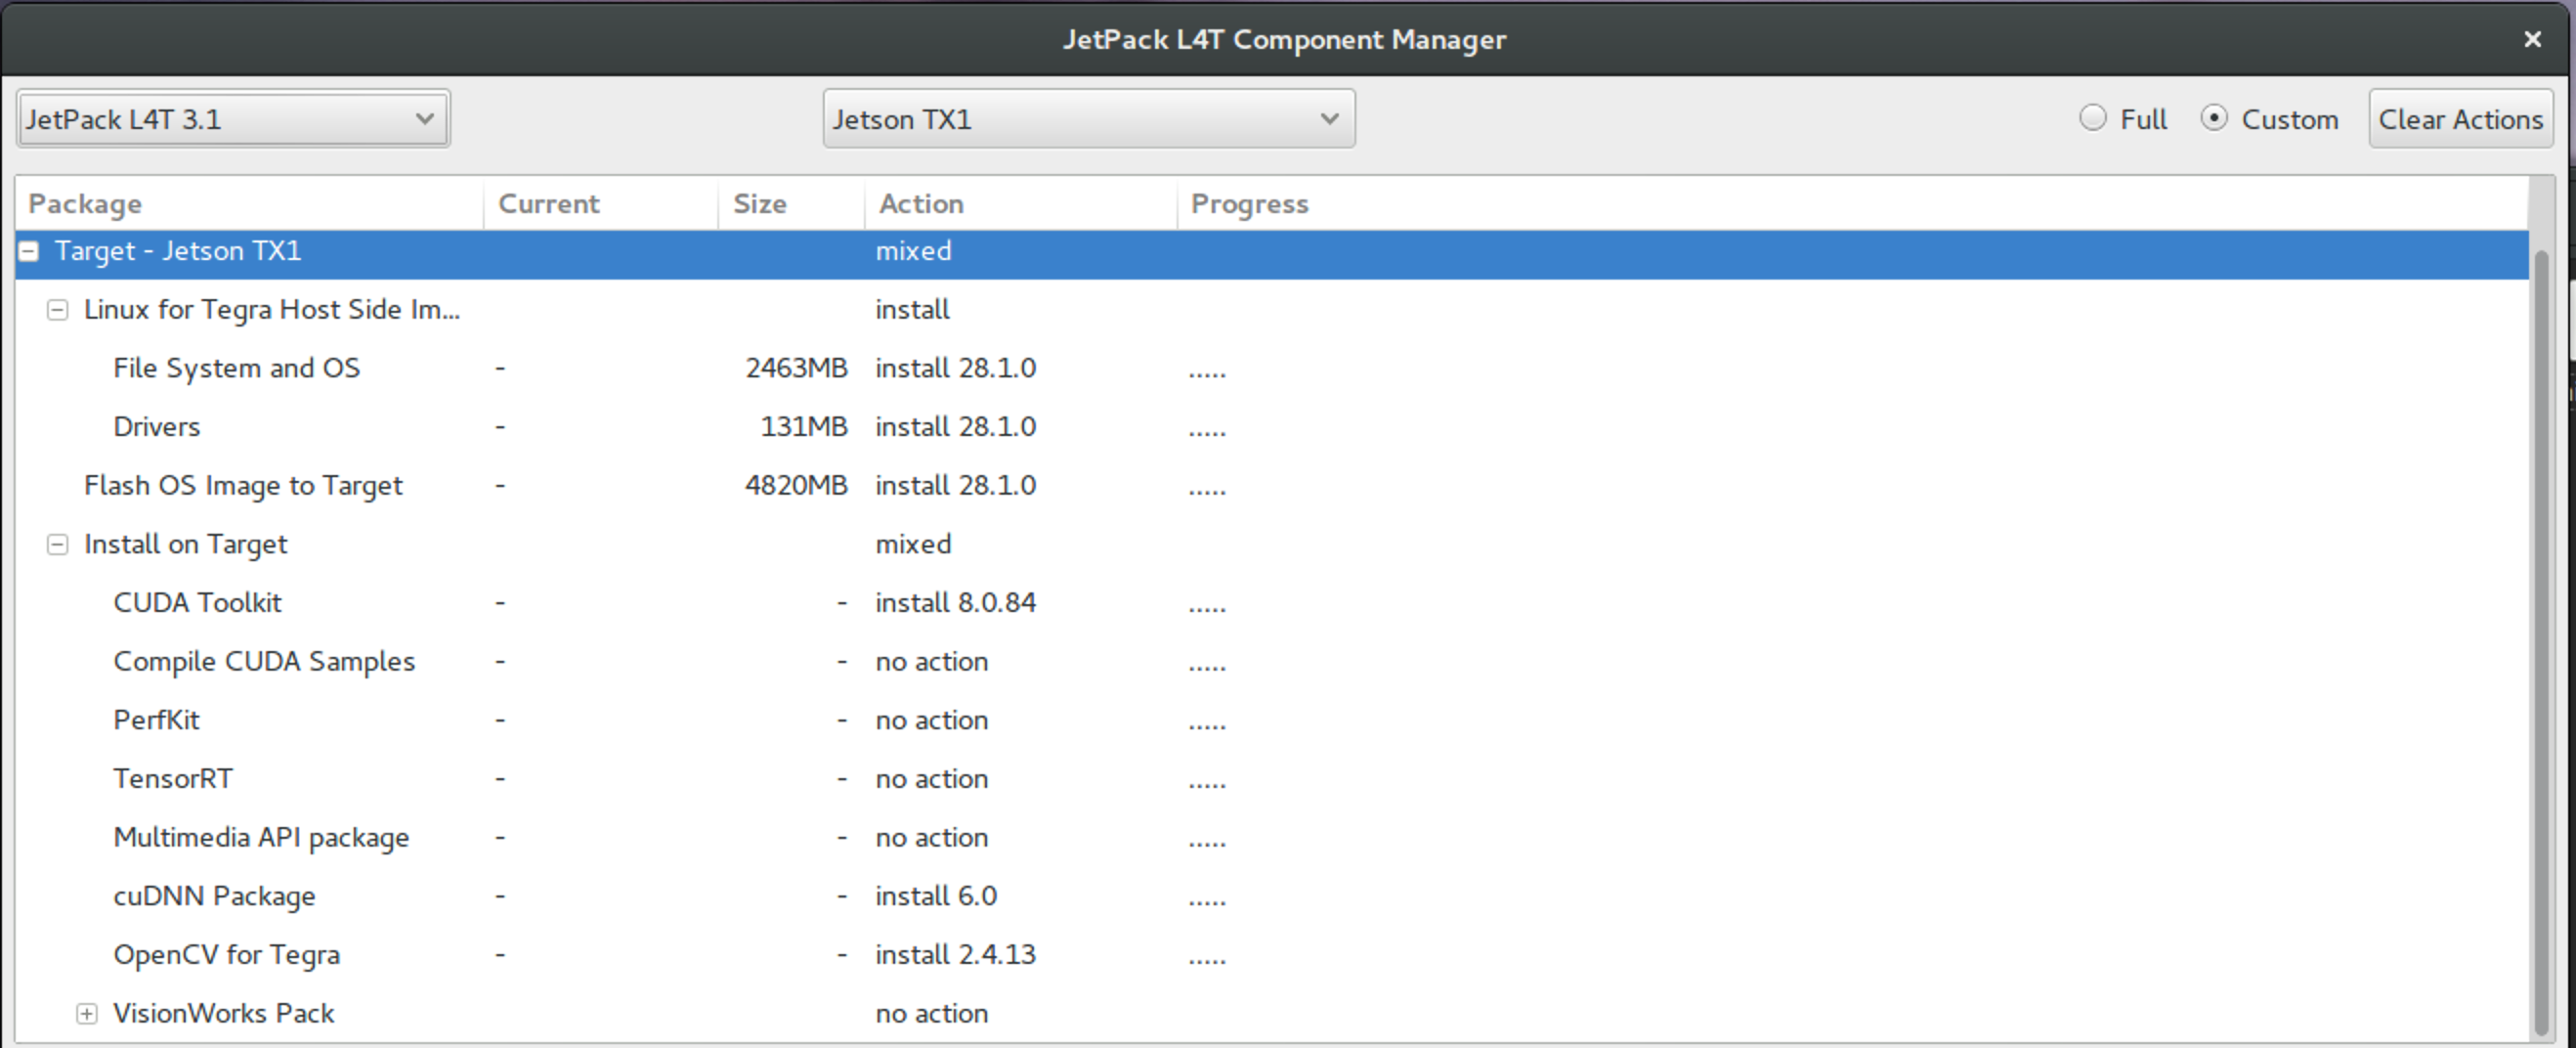 JetPack L4T Component Manager
JetPack L4T 3.1 Jetson TX1 Full Custom Clear Actions
Package Current Size Action Progress
Target - Jetson TX1 mixed
Linux for Tegra Host Side Im... install
File System and OS - 2463MB install 28.1.0 .....
Drivers - 131MB install 28.1.0 .....
Flash OS Image to Target - 4820MB install 28.1.0 .....
Install on Target mixed
CUDA Toolkit - - install 8.0.84 .....
Compile CUDA Samples - - no action .....
PerfKit - - no action .....
TensorRT - - no action .....
Multimedia API package - - no action .....
cuDNN Package - - install 6.0 .....
OpenCV for Tegra - - install 2.4.13 .....
VisionWorks Pack no action